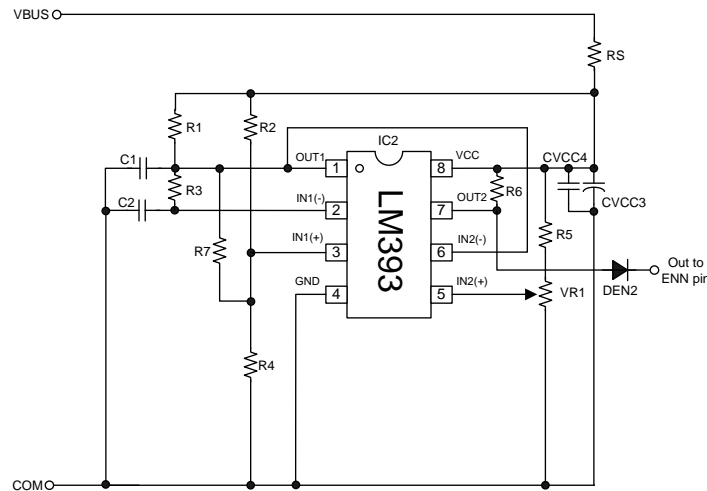 VBUS
RS
R1
R2
IC2
C1
OUT1
1
8
VCC
CVCC4
R3
R6
CVCC3
C2
IN1(-)
2
LM393
7
OUT2
R5
R7
IN1(+)
3
6
IN2(-)
Out to
ENN pin
DEN2
GND
4
5
IN2(+)
VR1
R4
COM